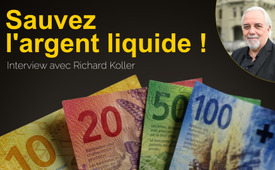 Sauvez
l'argent liquide !
Interview avec Richard Koller
10
20
50
100